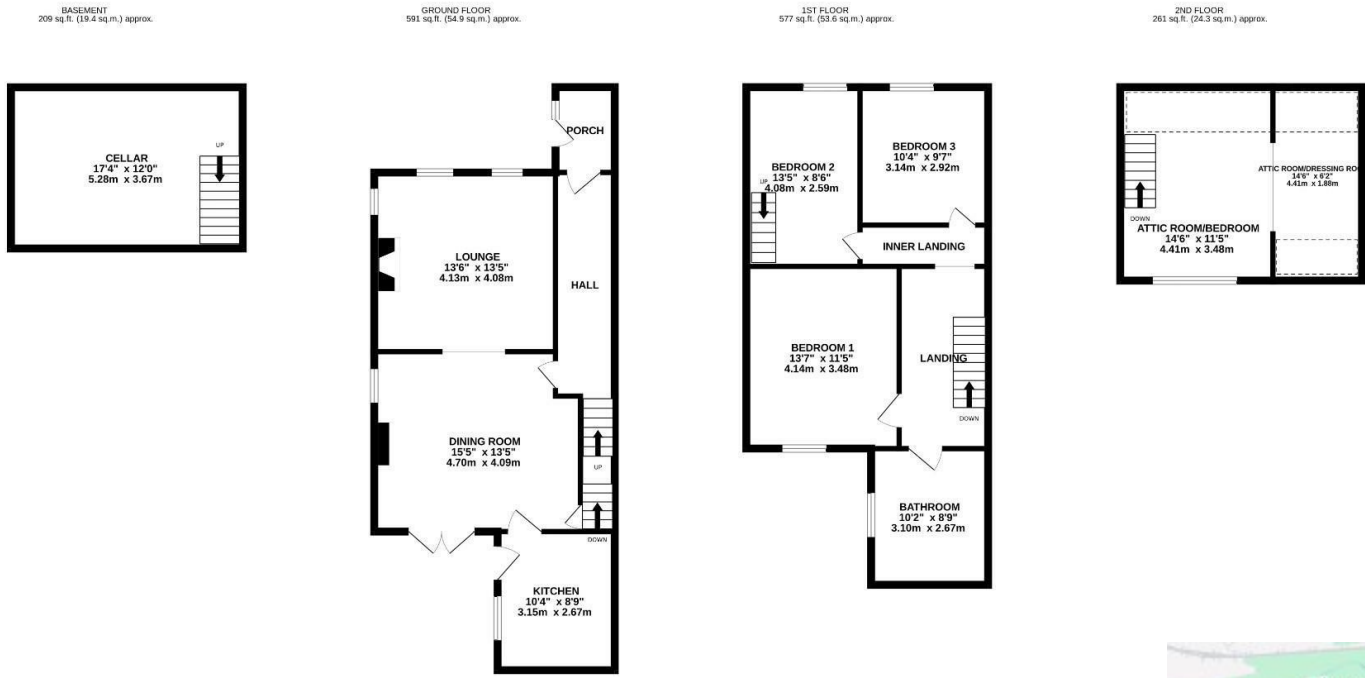 BASEMENT
209 sq.ft. (19.4 sq.m.) approx.
CELLAR
17'4" x 12'0"
5.28m x 3.67m
UP
GROUND FLOOR
591 sq.ft. (54.9 sq.m.) approx.
PORCH
LOUNGE
13'6" x 13'5"
4.13m x 4.08m
HALL
DINING ROOM
15'5" x 13'5"
4.70m x 4.09m
UP
DOWN
KITCHEN
10'4" x 8'9"
3.15m x 2.67m
1ST FLOOR
577 sq.ft. (53.6 sq.m.) approx.
BEDROOM 2
13'5" x 8'6"
4.08m x 2.59m
UP
BEDROOM 3
10'4" x 9'7"
3.14m x 2.92m
INNER LANDING
BEDROOM 1
13'7" x 11'5"
4.14m x 3.48m
LANDING
DOWN
BATHROOM
10'2" x 8'9"
3.10m x 2.67m
2ND FLOOR
261 sq.ft. (24.3 sq.m.) approx.
ATTIC ROOM/DRESSING
14'6" x 6'2"
4.41m x 1.88m
DOWN
ATTIC ROOM/BEDROOM
14'6" x 11'5"
4.41m x 3.48m